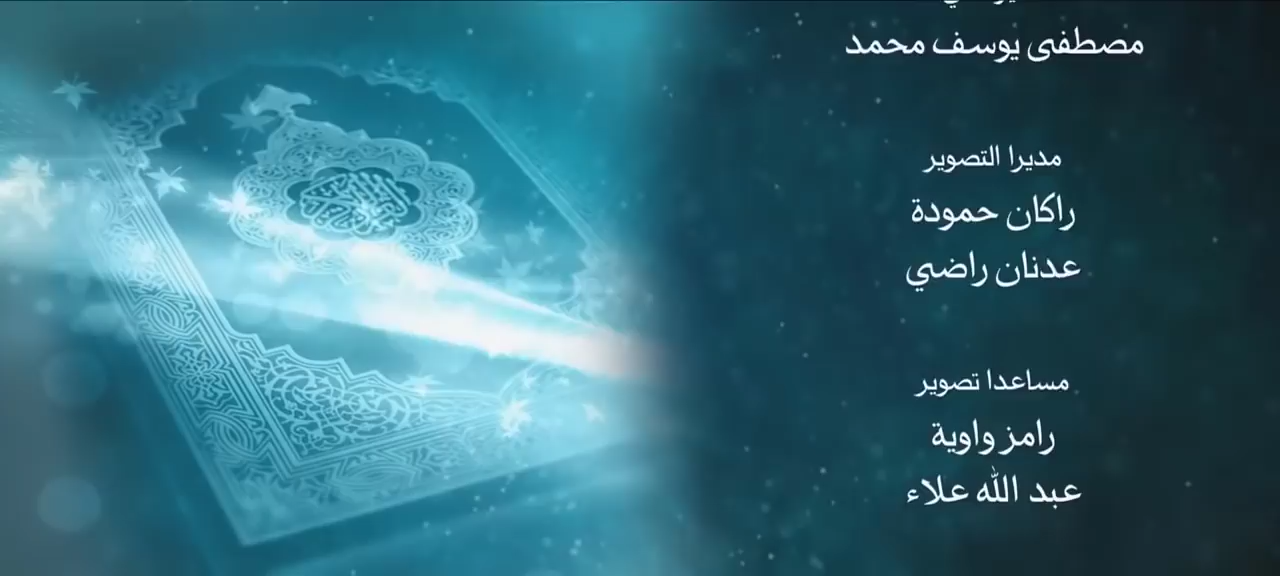 مصطفى يوسف محمد
مديرا التصوير
راكان حمودة
عدنان راضي
مساعدا تصوير
رامز واوية
عبد الله علاء